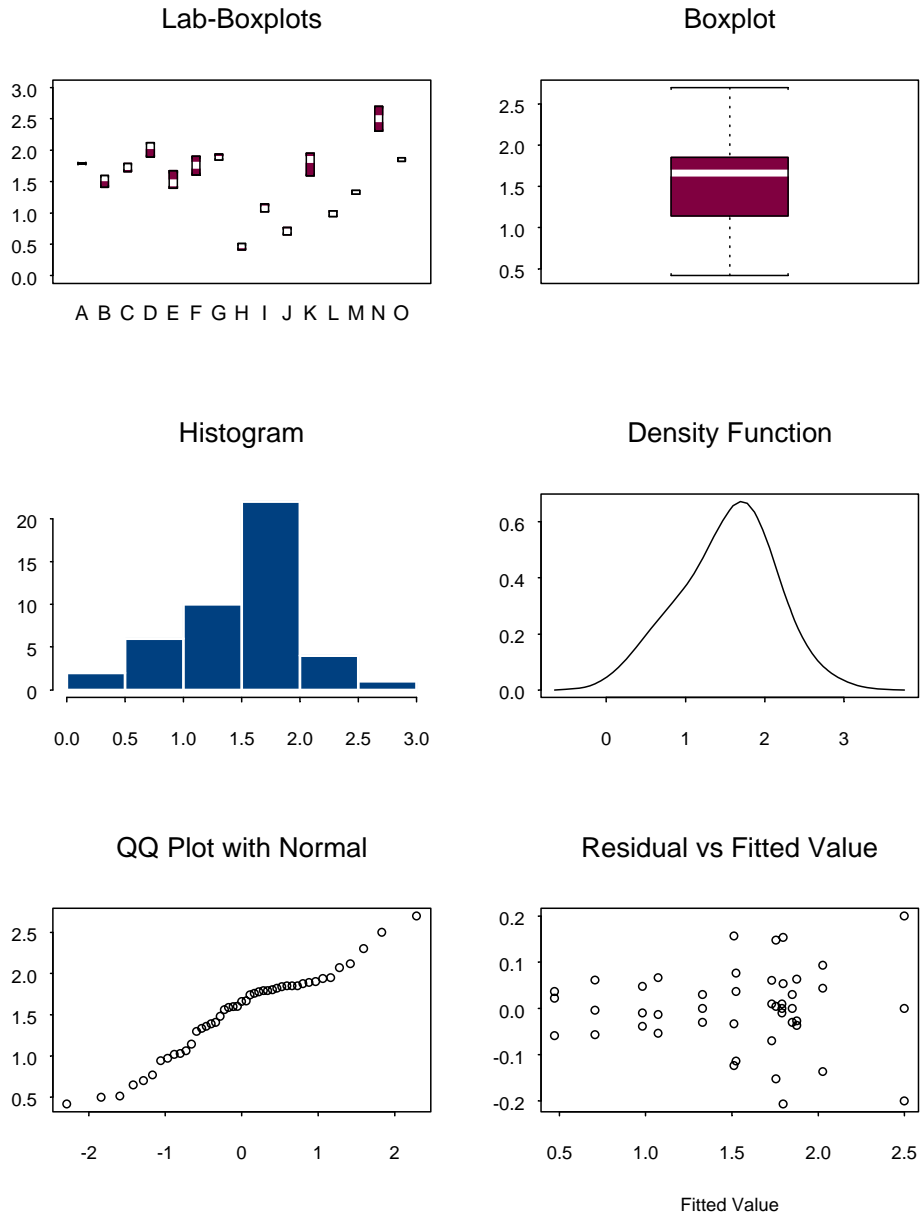 Lab-Boxplots
3.0
2.5
2.0
1.5
1.0
0.5
0.0
A B C D E F G H I J K L M N O
Boxplot
2.5
2.0
1.5
1.0
0.5
Histogram
20
15
10
5
0
0.0 0.5 1.0 1.5 2.0 2.5 3.0
Density Function
0.6
0.4
0.2
0.0
0 1 2 3
QQ Plot with Normal
2.5
2.0
1.5
1.0
0.5
-2 -1 0 1 2
Residual vs Fitted Value
0.2
0.1
0.0
-0.1
-0.2
0.5 1.0 1.5 2.0 2.5
Fitted Value